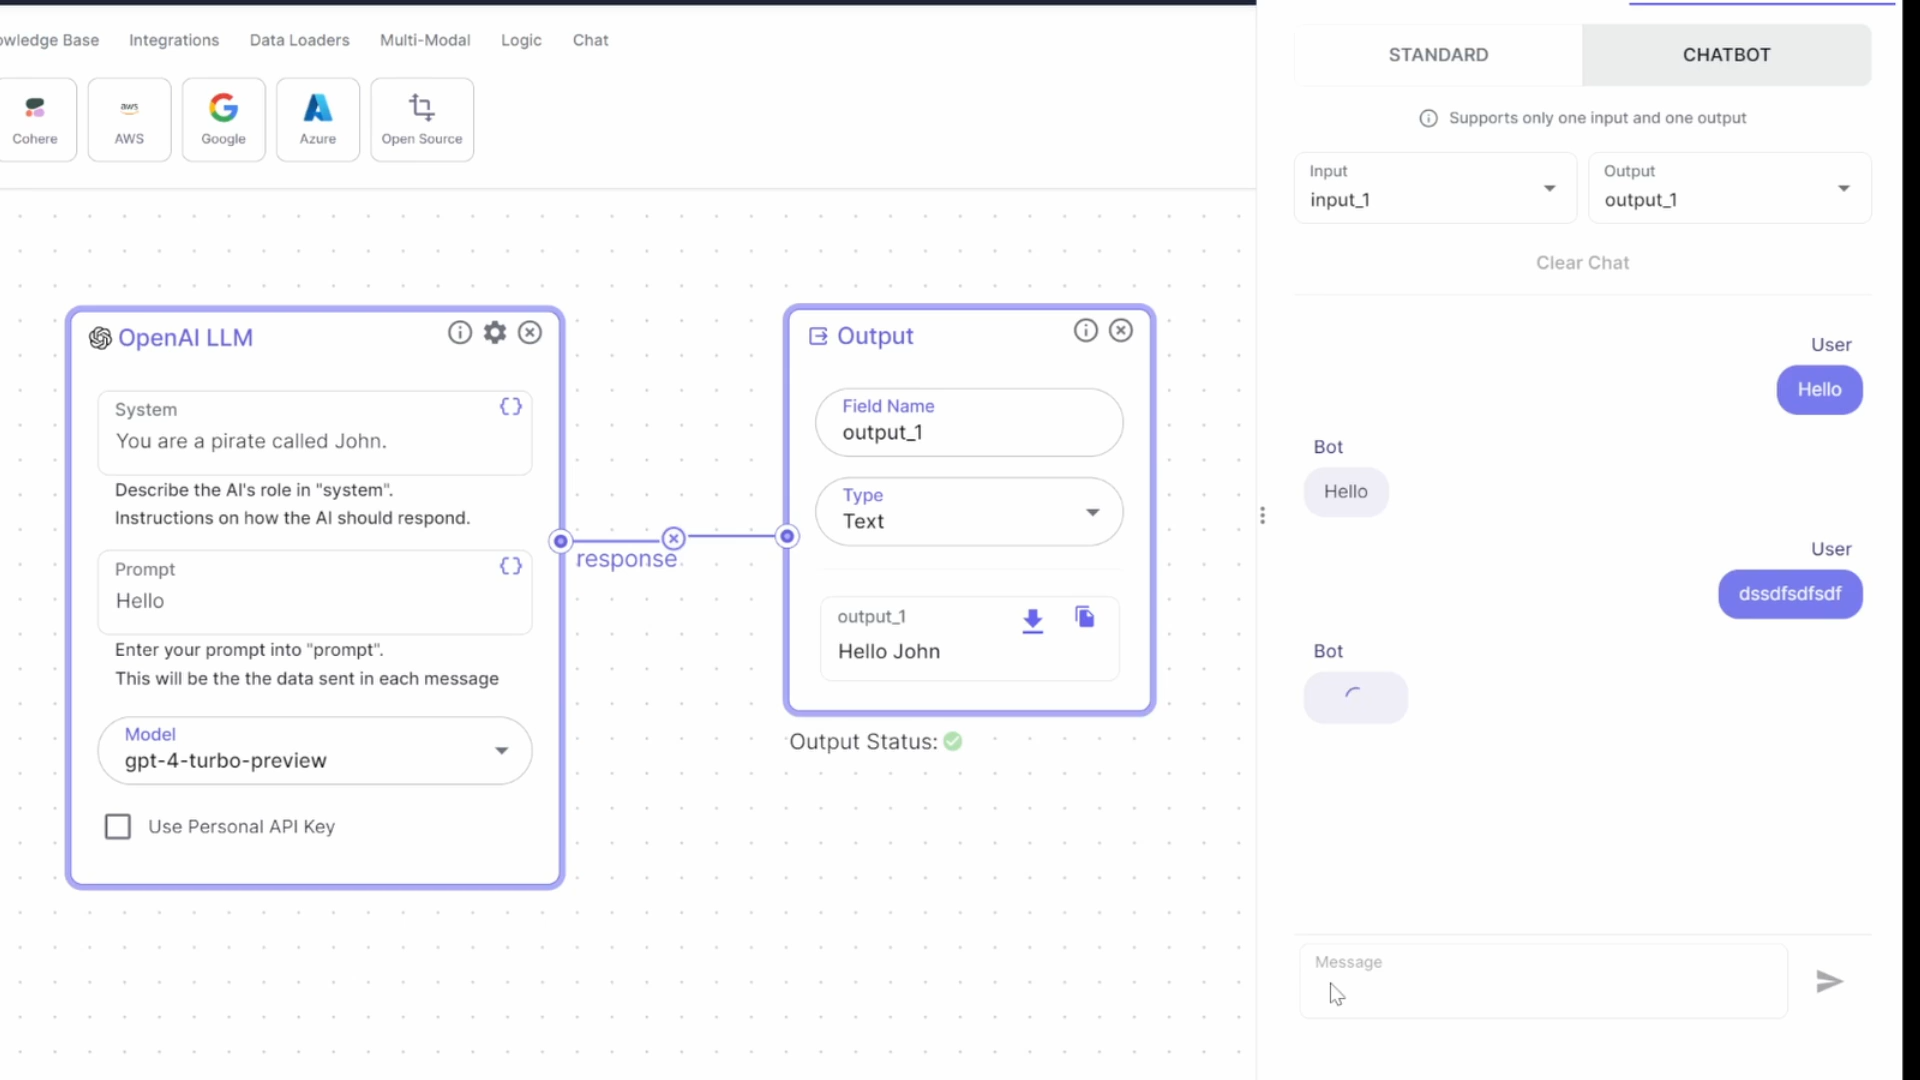 owledge Base
Integrations
Data Loaders
Multi-Modal
Logic
Chat
Cohere
aws
AWS
Google
Azure
Open Source
OpenAI LLM
System
You are a pirate called John.
Describe the AI's role in "system".
Instructions on how the AI should respond.
Prompt
Hello
Enter your prompt into "prompt".
This will be the the data sent in each message
Model
gpt-4-turbo-preview
Use Personal API Key
response
Output
Field Name
output_1
Type
Text
output_1
Hello John
Output Status:
STANDARD
CHATBOT
Supports only one input and one output
Input
input_1
Output
output_1
Clear Chat
User
Hello
Bot
Hello
User
dssdfsdfsdf
Bot
Message